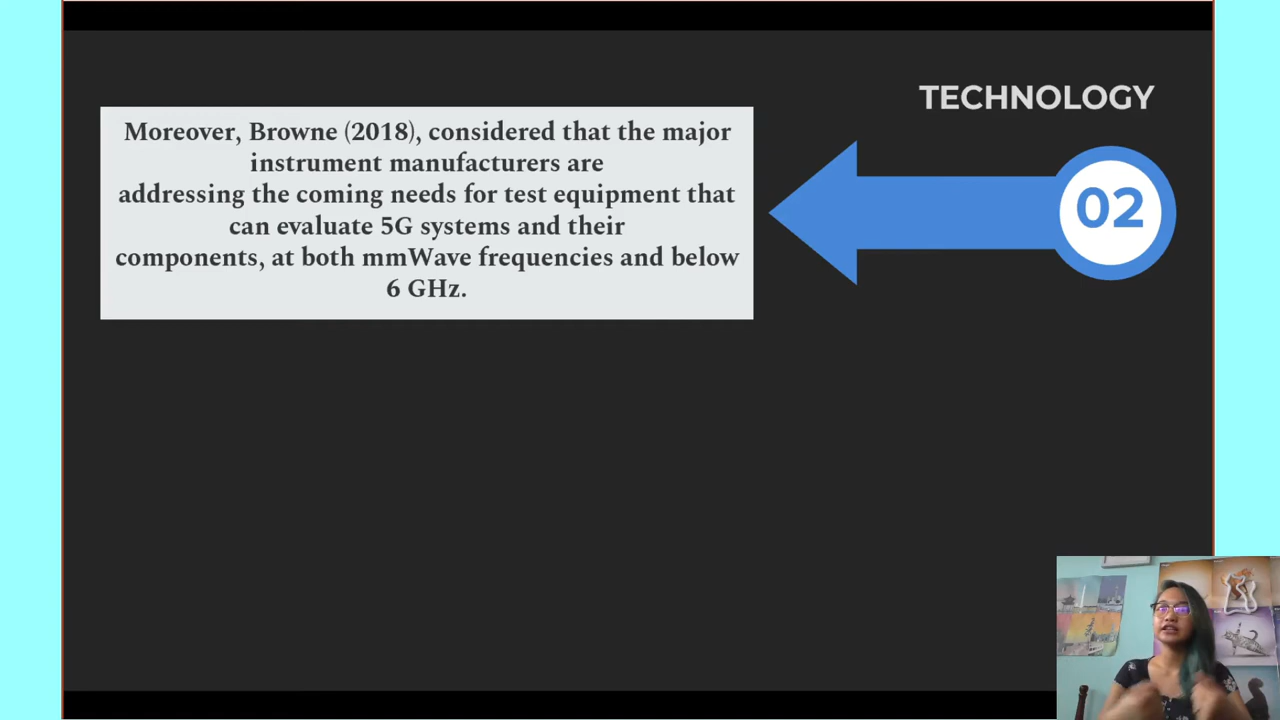 TECHNOLOGY
Moreover, Browne (2018), considered that the major
instrument manufacturers are
addressing the coming needs for test equipment that
can evaluate 5G systems and their
components, at both mmWave frequencies and below
6 GHz.
02